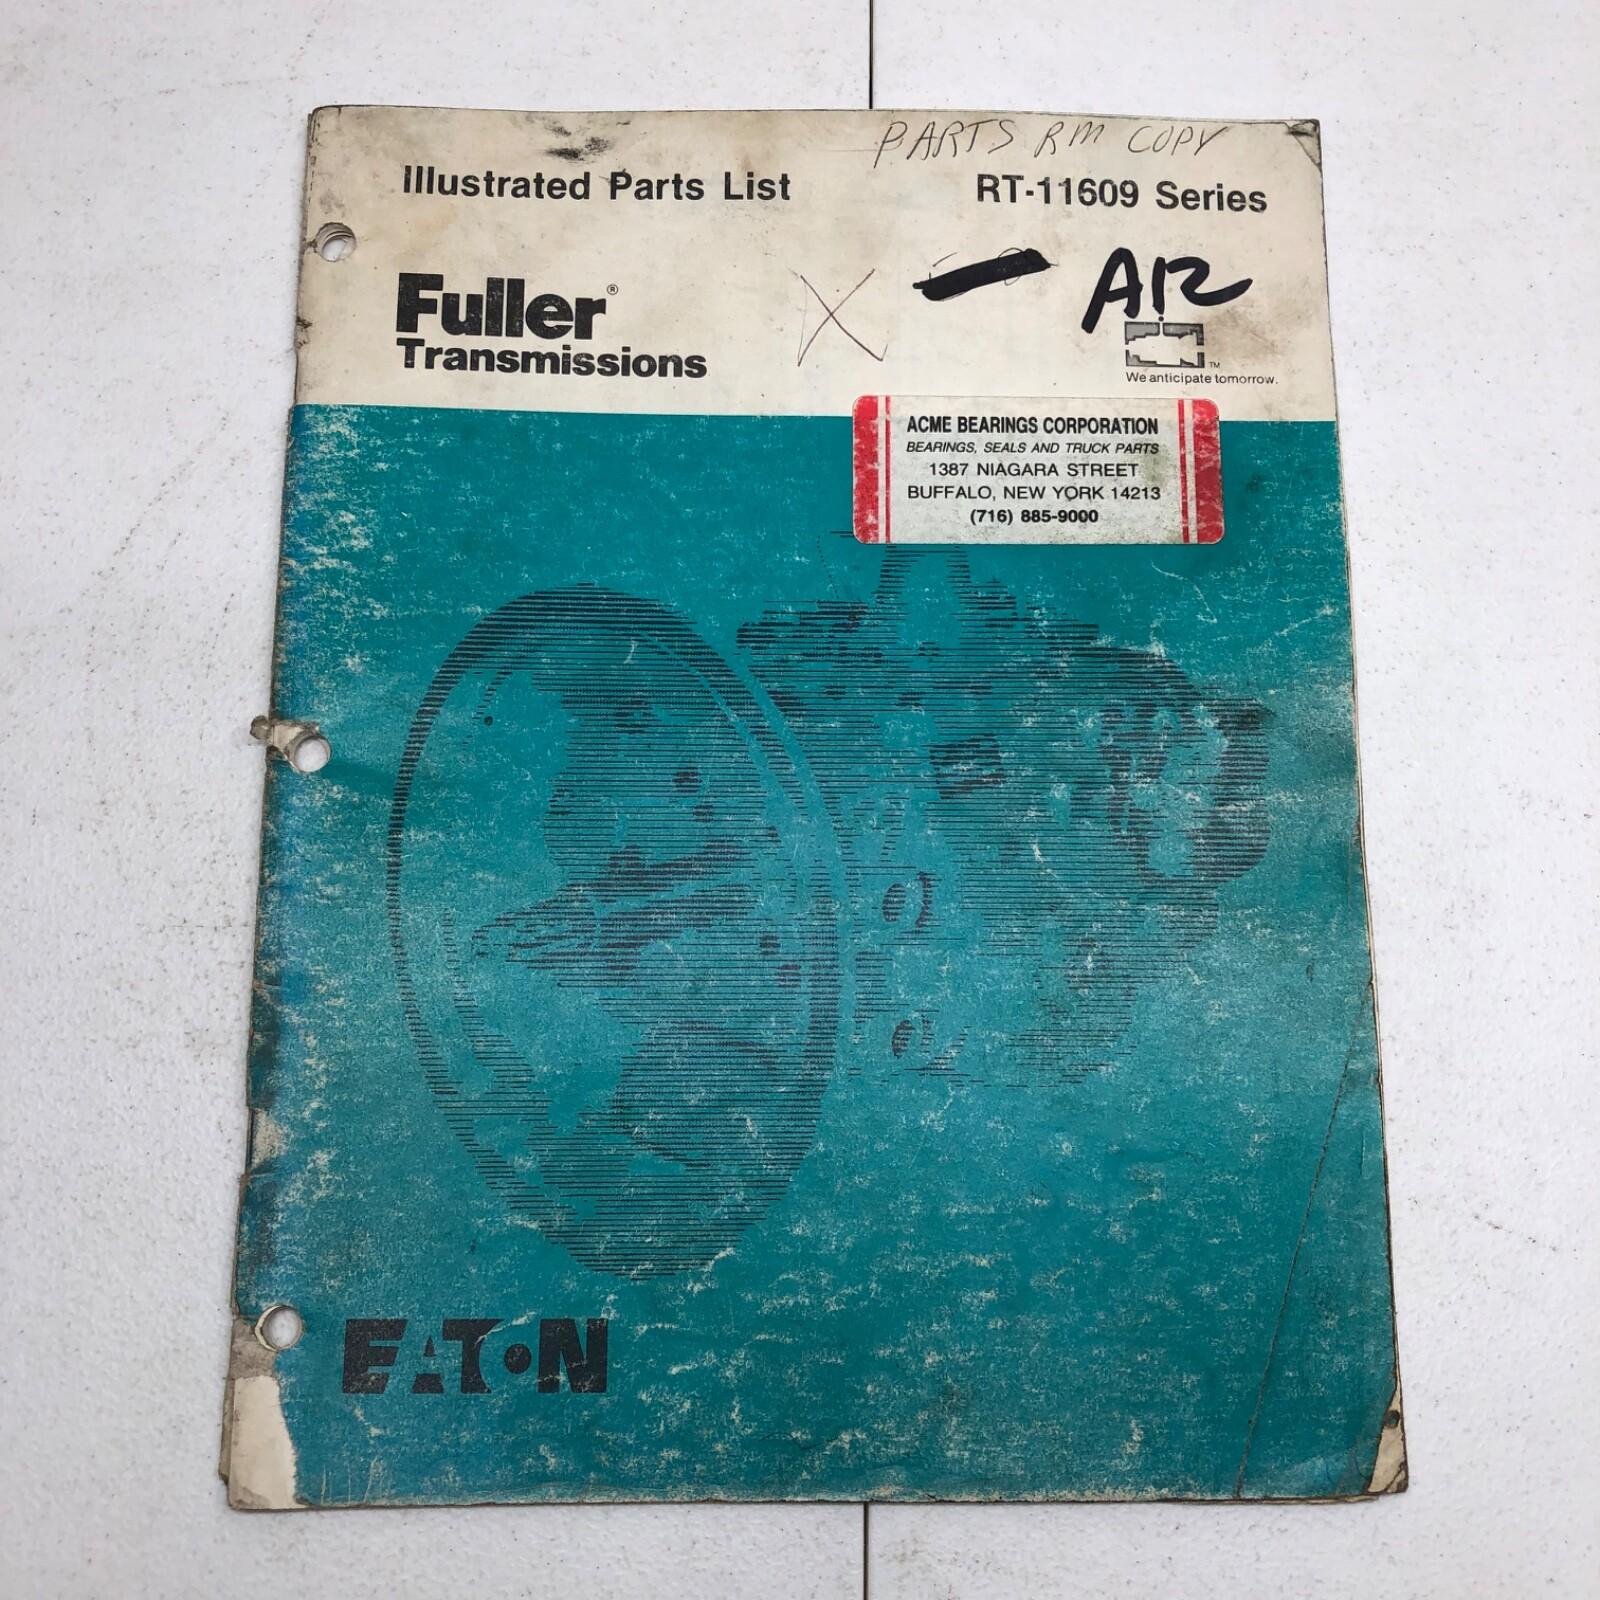 PARTS RM COPY
Illustrated Parts List
RT-11609 Series
Fuller®
Transmissions
X
AR
™
We anticipate tomorrow.
ACME BEARINGS CORPORATION
BEARINGS, SEALS AND TRUCK PARTS
1387 NIAGARA STREET
BUFFALO, NEW YORK 14213
(716) 885-9000
EATON